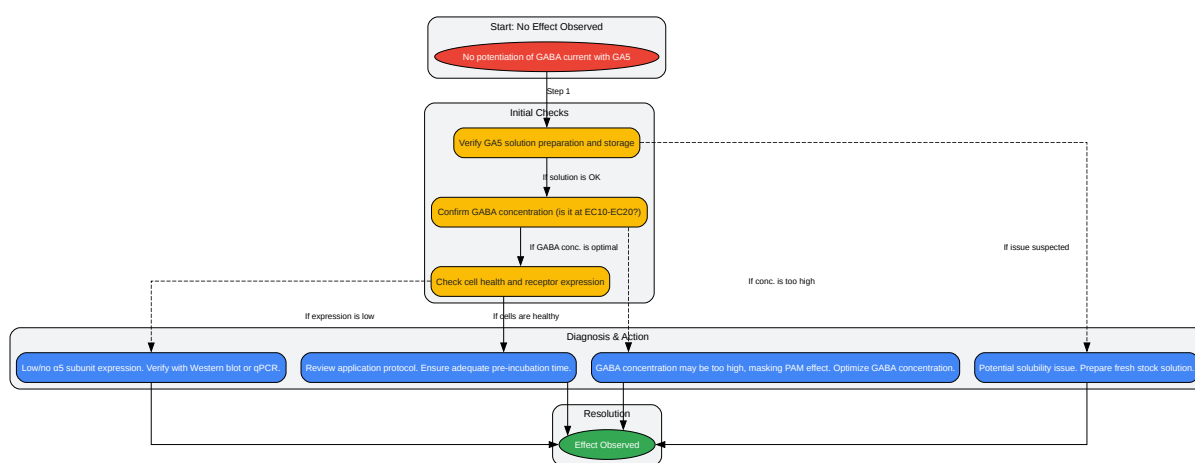 Start: No Effect Observed
No potentiation of GABA current with GA5
Step 1
Initial Checks
Verify GA5 solution preparation and storage
If solution is OK
Confirm GABA concentration (is it at EC10-EC20?)
If GABA conc. is optimal
If issue suspected
Check cell health and receptor expression
If conc. is too high
If expression is low
If cells are healthy
Diagnosis & Action
Low/no α5 subunit expression. Verify with Western blot or qPCR.
Review application protocol. Ensure adequate pre-incubation time.
GABA concentration may be too high, masking PAM effect. Optimize GABA concentration.
Potential solubility issue. Prepare fresh stock solution.
Resolution
Effect Observed